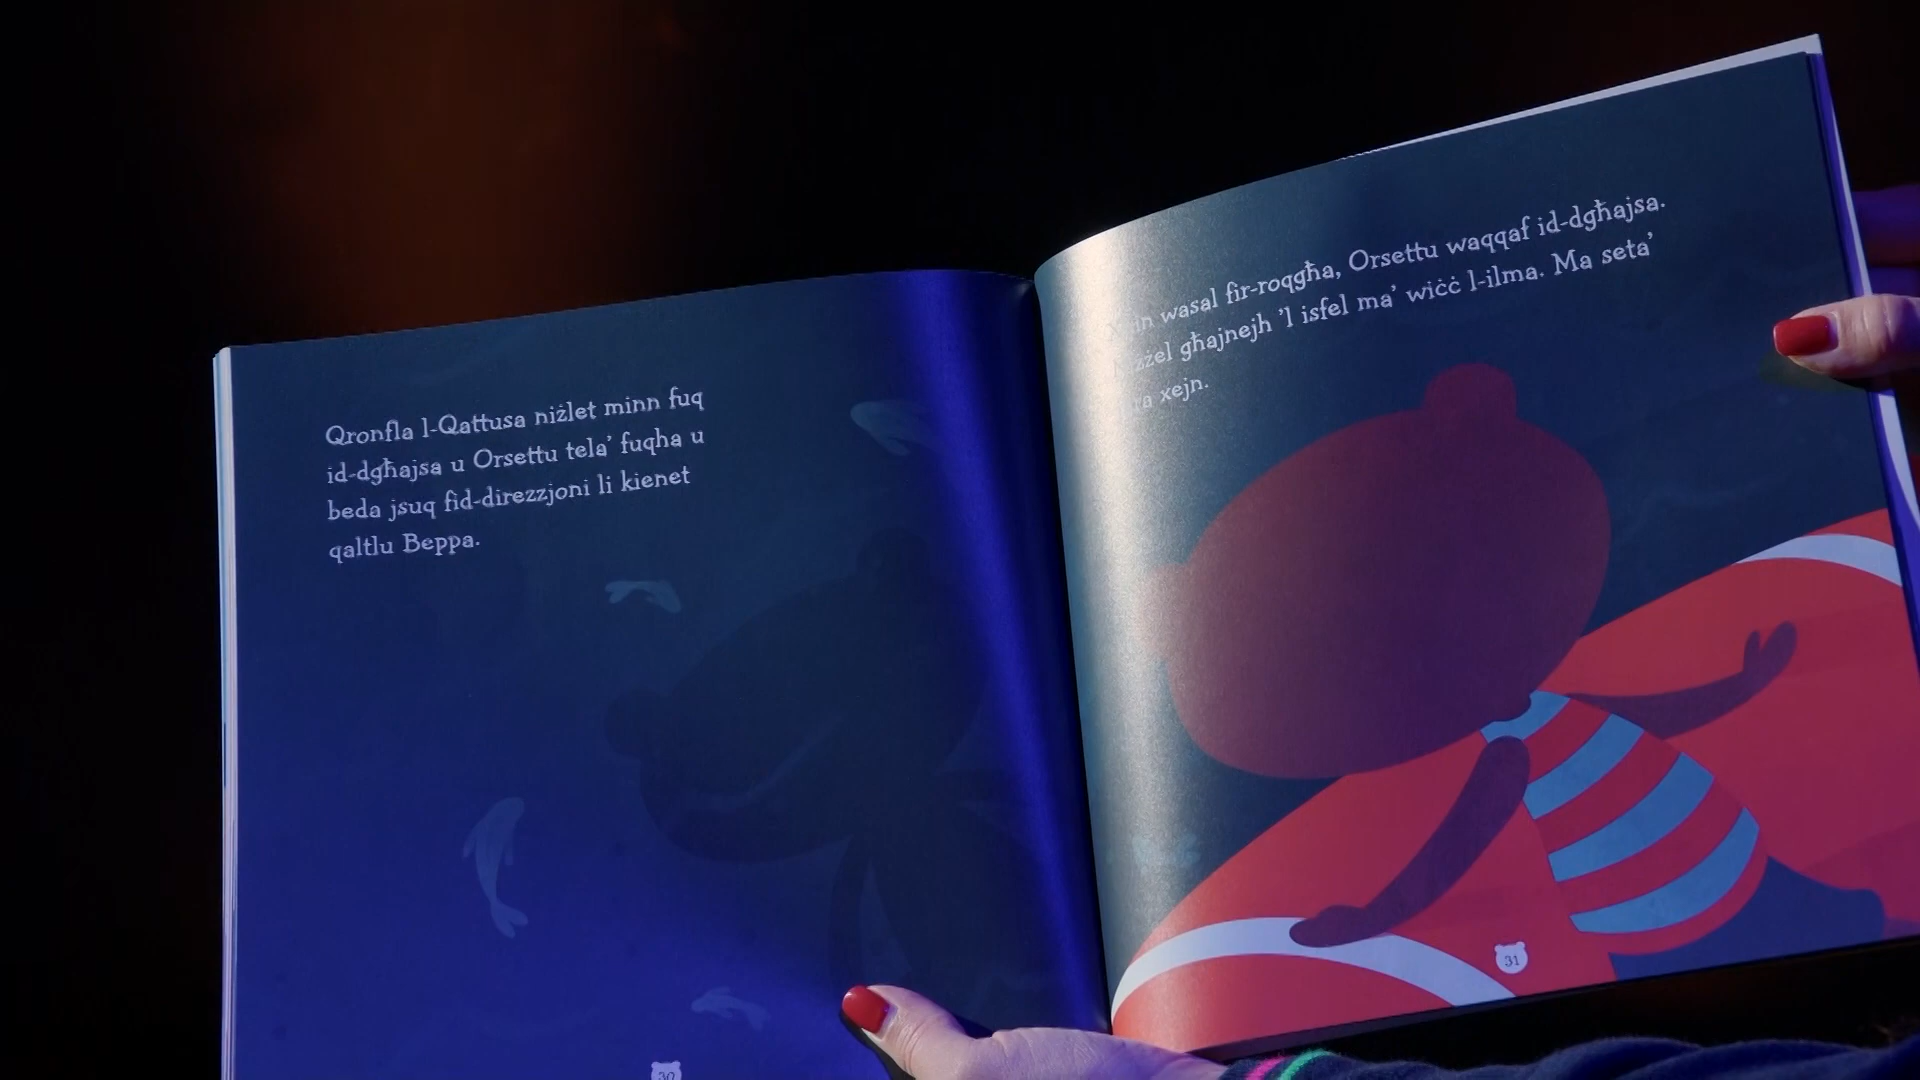 Qronfla l-Qattusa niżlet minn fuq
id-dgħajsa u Orsettu tela' fuqha u
beda jsuq fid-direzzjoni li kienet
qaltlu Beppa.
30
wasal fir-roqgħa, Orsettu waqqaf id-dgħajsa.
għajnejh 'l isfel ma' wiċċ l-ilma. Ma seta'
xejn.
31